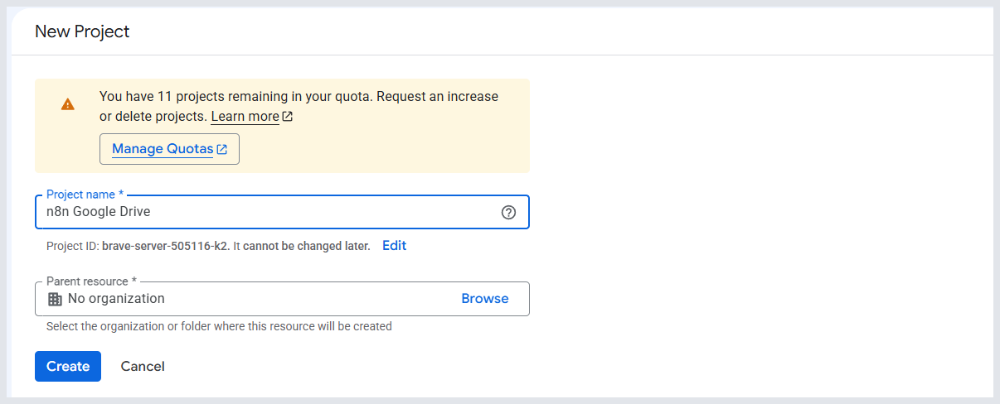 New Project
You have 11 projects remaining in your quota. Request an increase
or delete projects. Learn more
Manage Quotas
Project name *
n8n Google Drive
Project ID: brave-server-505116-k2. It cannot be changed later. Edit
Parent resource *
No organization Browse
Select the organization or folder where this resource will be created
Create Cancel